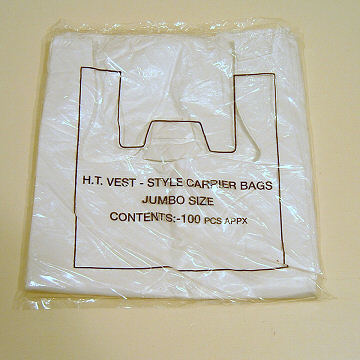 H.T. VEST - STYLE CARRIER BAGS
JUMBO SIZE
CONTENTS:-100 PCS APPX